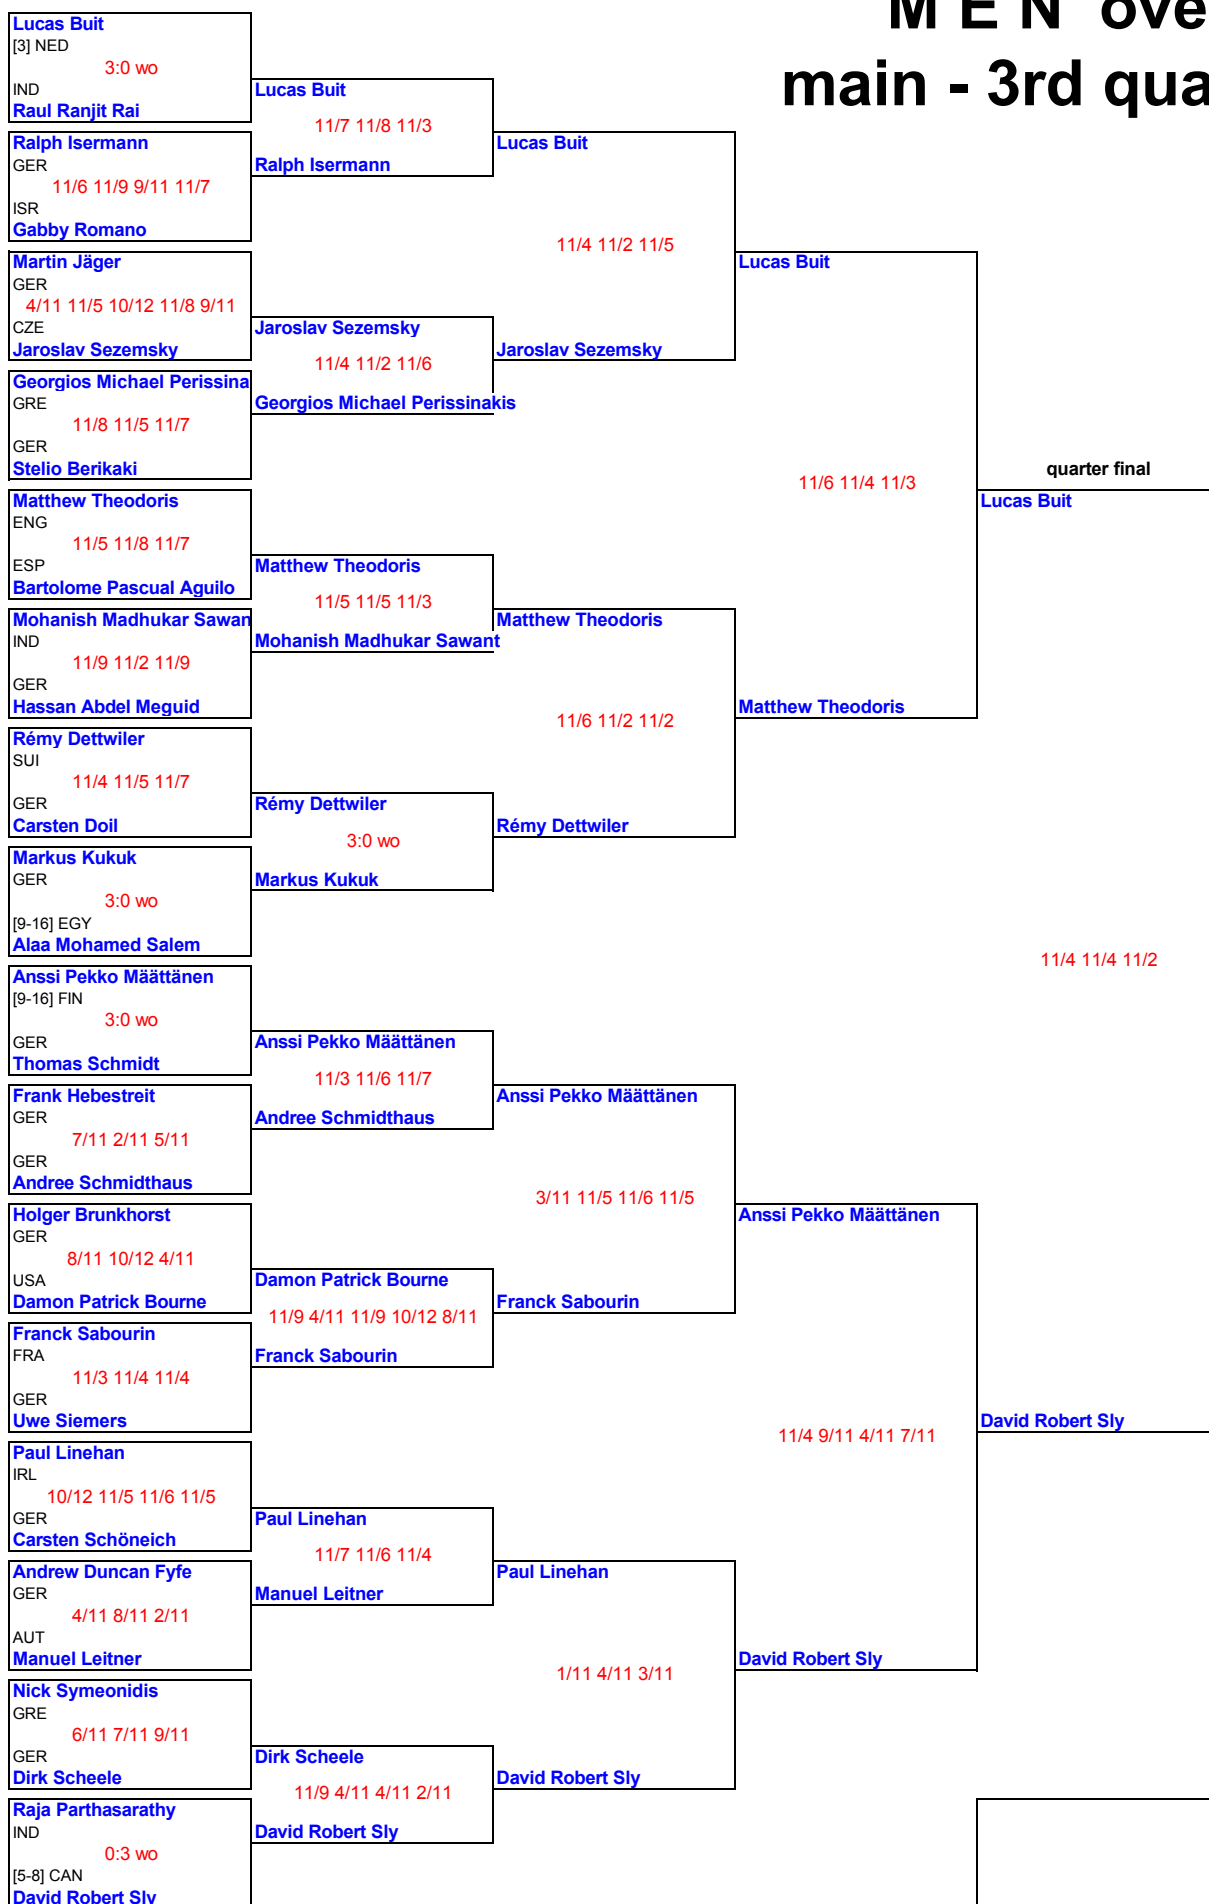 M E N ove
main - 3rd qua
Lucas Buit
[3] NED
3:0 wo
IND
Raul Ranjit Rai
Ralph Isermann
GER
11/6 11/9 9/11 11/7
ISR
Gabby Romano
Martin Jäger
GER
4/11 11/5 10/12 11/8 9/11
CZE
Jaroslav Sezemsky
Georgios Michael Perissina
GRE
11/8 11/5 11/7
GER
Stelio Berikaki
Matthew Theodoris
ENG
11/5 11/8 11/7
ESP
Bartolome Pascual Aguilo
Mohanish Madhukar Sawan
IND
11/9 11/2 11/9
GER
Hassan Abdel Meguid
Rémy Dettwiler
SUI
11/4 11/5 11/7
GER
Carsten Doil
Markus Kukuk
GER
3:0 wo
[9-16] EGY
Alaa Mohamed Salem
Anssi Pekko Määttänen
[9-16] FIN
3:0 wo
GER
Thomas Schmidt
Frank Hebestreit
GER
7/11 2/11 5/11
GER
Andree Schmidthaus
Holger Brunkhorst
GER
8/11 10/12 4/11
USA
Damon Patrick Bourne
Franck Sabourin
FRA
11/3 11/4 11/4
GER
Uwe Siemers
Paul Linehan
IRL
10/12 11/5 11/6 11/5
GER
Carsten Schöneich
Andrew Duncan Fyfe
GER
4/11 8/11 2/11
AUT
Manuel Leitner
Nick Symeonidis
GRE
6/11 7/11 9/11
GER
Dirk Scheele
Raja Parthasarathy
IND
0:3 wo
[5-8] CAN
David Robert Sly
Lucas Buit
11/7 11/8 11/3
Ralph Isermann
Jaroslav Sezemsky
11/4 11/2 11/6
Georgios Michael Perissinakis
Matthew Theodoris
11/5 11/5 11/3
Mohanish Madhukar Sawant
Rémy Dettwiler
3:0 wo
Markus Kukuk
Anssi Pekko Määttänen
11/3 11/6 11/7
Andree Schmidthaus
Damon Patrick Bourne
11/9 4/11 11/9 10/12 8/11
Franck Sabourin
Paul Linehan
11/7 11/6 11/4
Manuel Leitner
Dirk Scheele
11/9 4/11 4/11 2/11
David Robert Sly
Lucas Buit
11/4 11/2 11/5
Jaroslav Sezemsky
Matthew Theodoris
11/6 11/2 11/2
Rémy Dettwiler
Anssi Pekko Määttänen
3/11 11/5 11/6 11/5
Franck Sabourin
Paul Linehan
1/11 4/11 3/11
David Robert Sly
Lucas Buit
11/6 11/4 11/3
Matthew Theodoris
Anssi Pekko Määttänen
11/4 9/11 4/11 7/11
David Robert Sly
quarter final
Lucas Buit
11/4 11/4 11/2
David Robert Sly